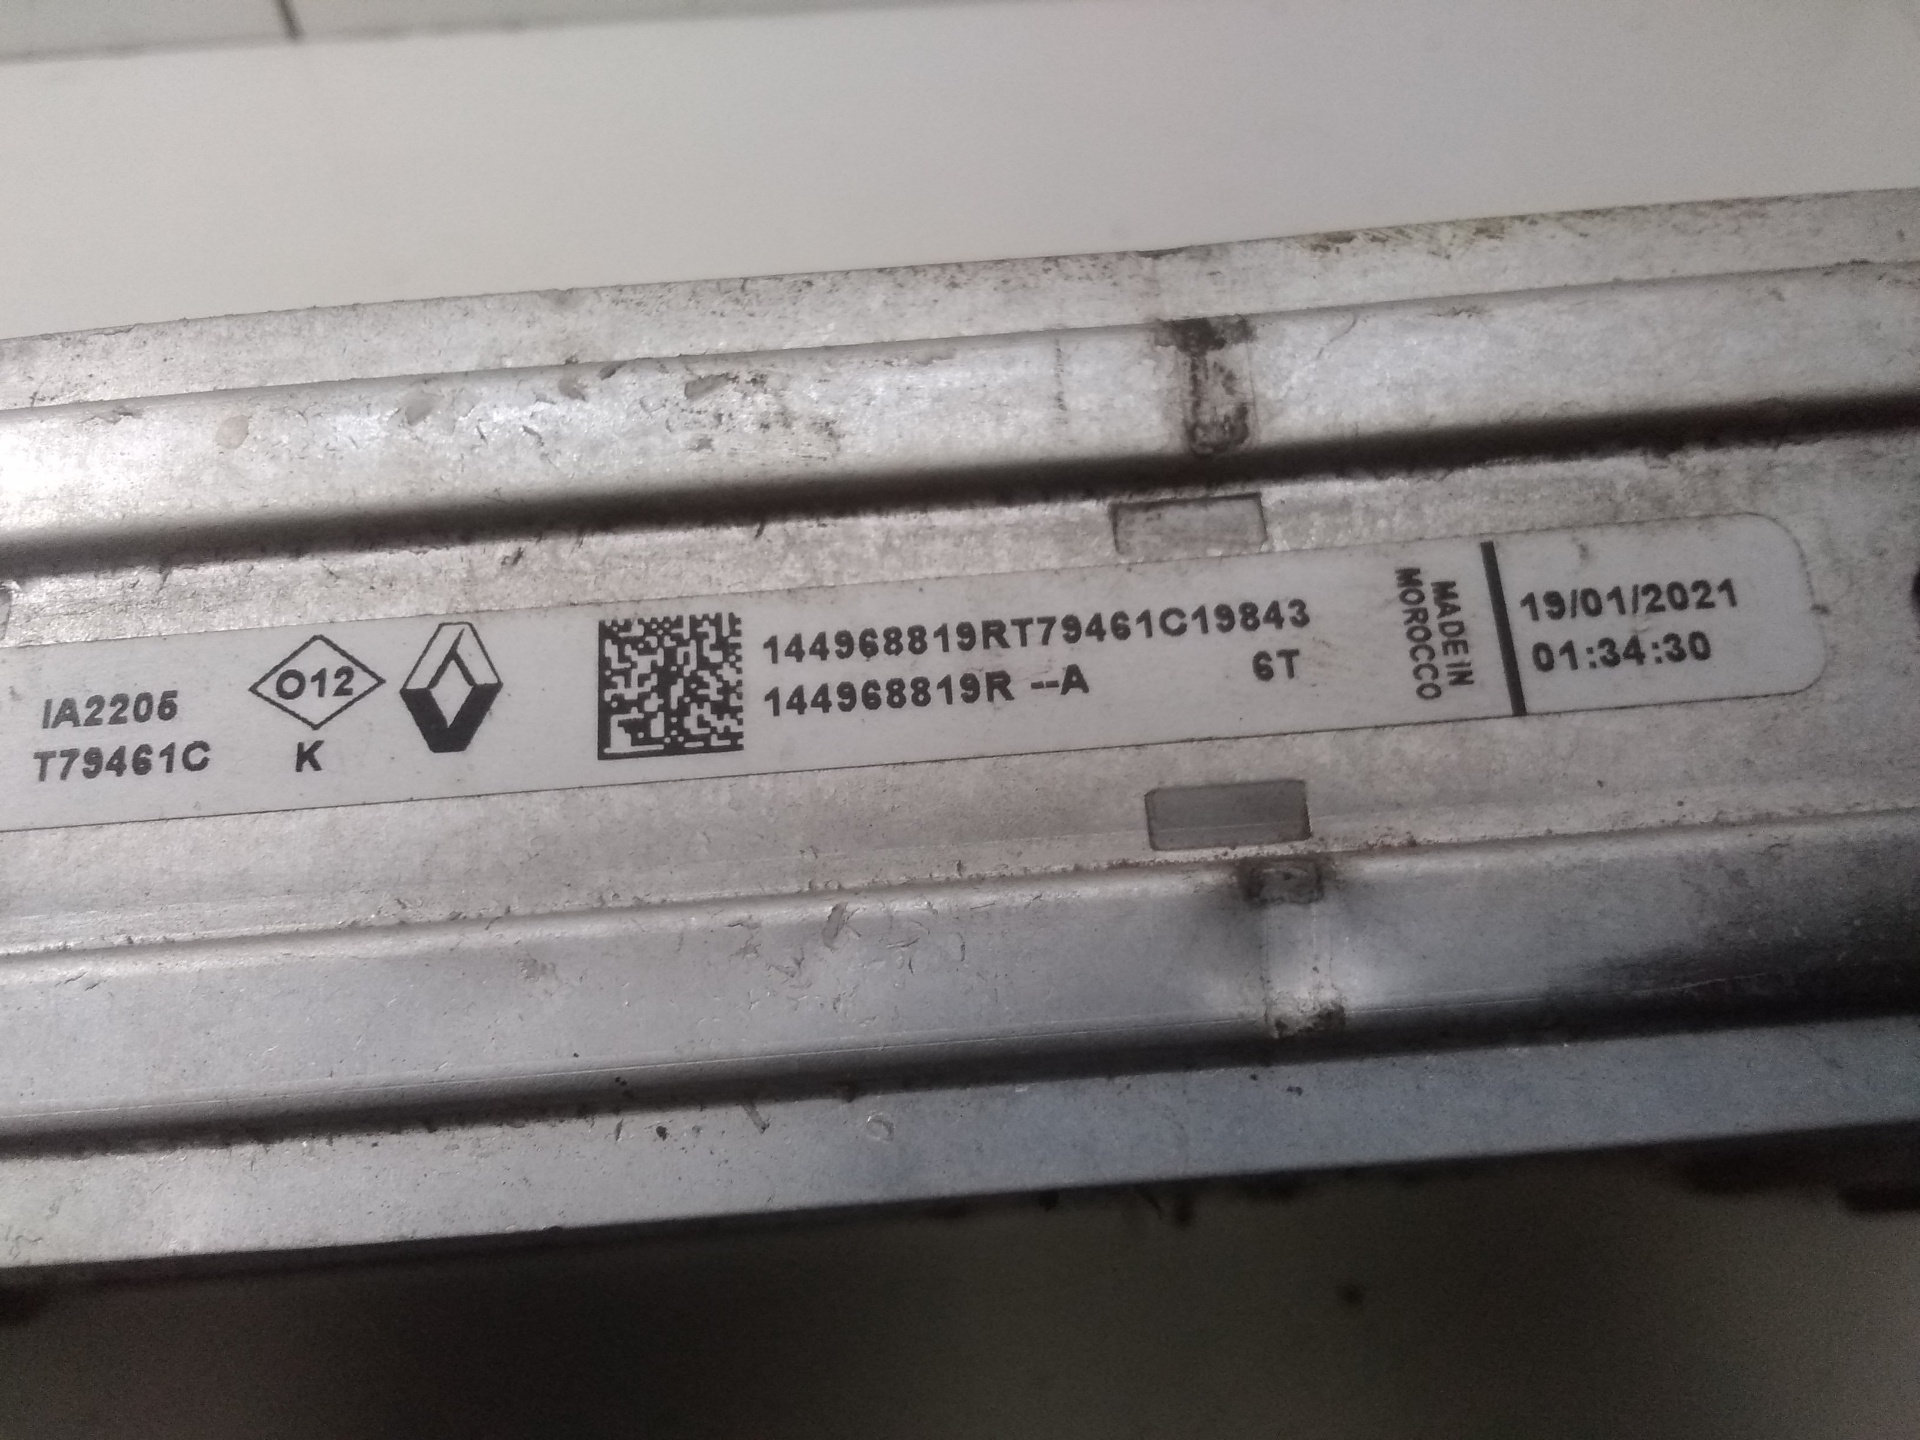 IA2205
T79461C
O12
K
144968819RT79461C19843
144968819R --A
6T
MADE IN
MOROCCO
19/01/2021
01:34:30